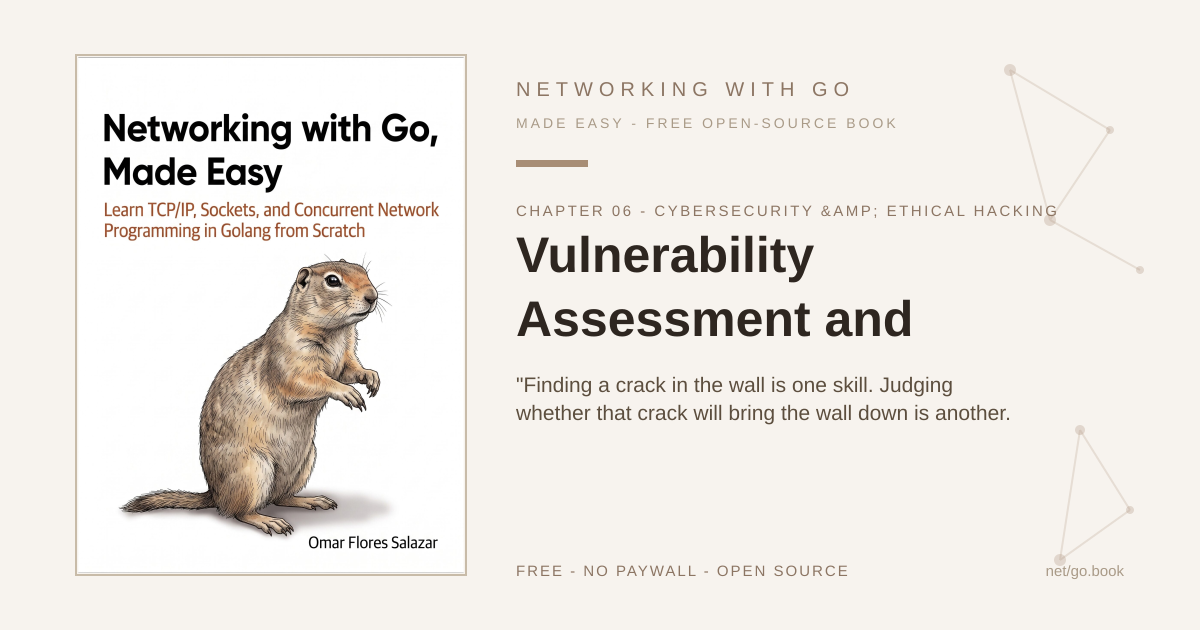 Networking with Go,
Made Easy
Learn TCP/IP, Sockets, and Concurrent Network
Programming in Golang from Scratch
Omar Flores Salazar
NETWORKING WITH GO
MADE EASY - FREE OPEN-SOURCE BOOK
CHAPTER 06 - CYBERSECURITY &AMP; ETHICAL HACKING
Vulnerability
Assessment and
"Finding a crack in the wall is one skill. Judging
whether that crack will bring the wall down is another.
FREE - NO PAYWALL - OPEN SOURCE
net/go.book